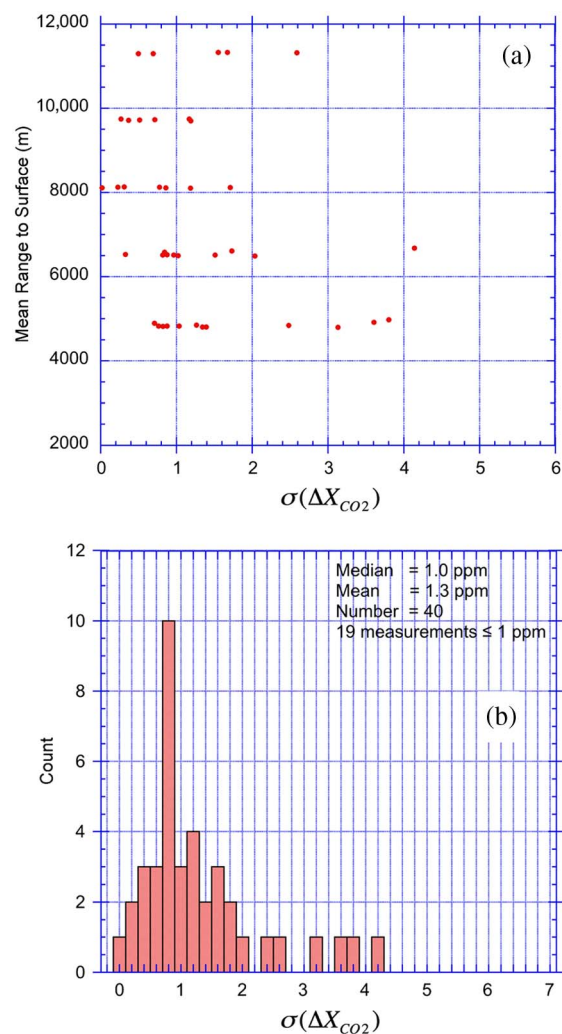 12,000
(a)
10,000
8000
6000
4000
2000
Mean Range to Surface (m)
0 1 2 3 4 5 6
σ(ΔX_CO2)
12
Median = 1.0 ppm
Mean = 1.3 ppm
Number = 40
19 measurements ≤ 1 ppm
10
8
(b)
6
4
2
0
Count
0 1 2 3 4 5 6 7
σ(ΔX_CO2)